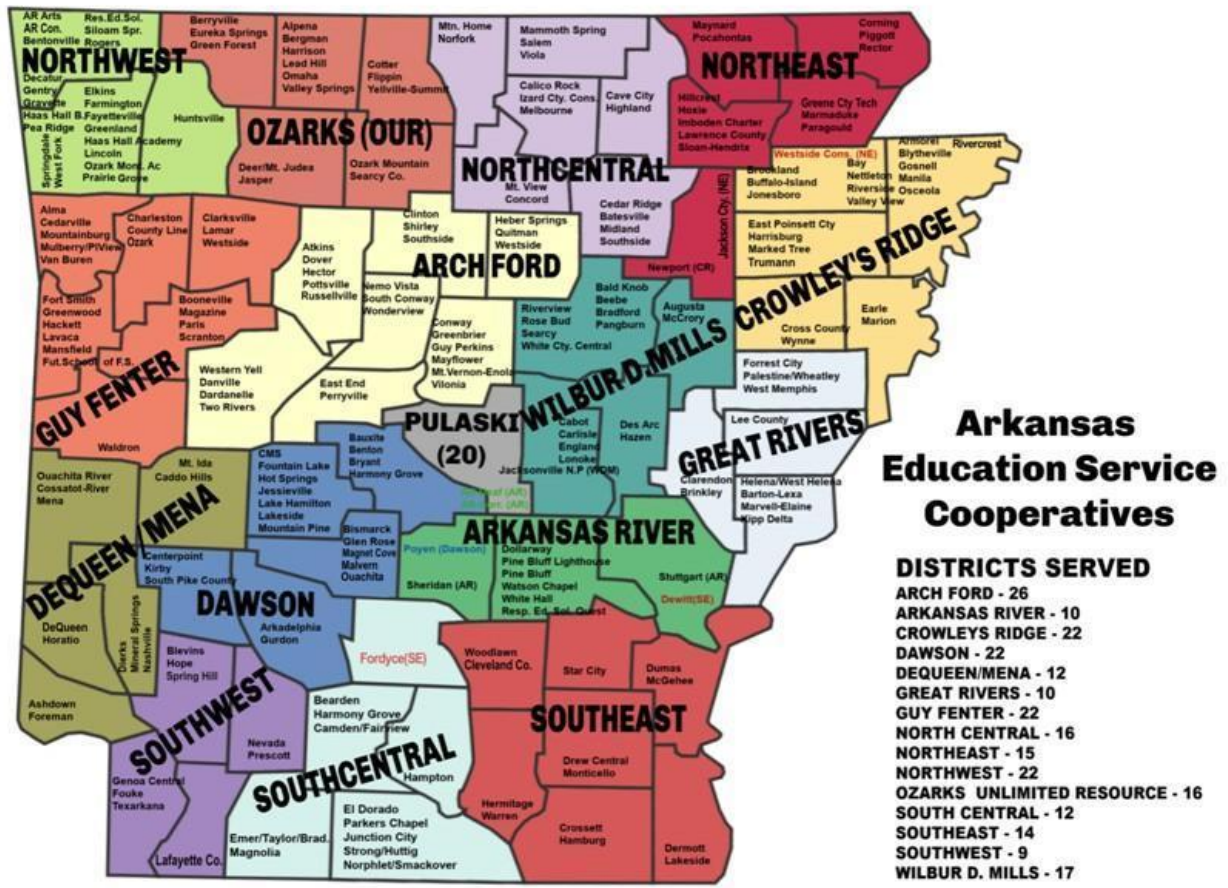 AR Arts
AR Con.
Bentonville
Res.Ed.Sol.
Siloam Spr.
Rogers
NORTHWEST
Decatur
Gentry
Gravette
Haas Hall B.
Pea Ridge
Springdale
West Fork
Elkins
Farmington
Fayetteville
Greenland
Haas Hall Academy
Lincoln
Ozark Mont. Ac
Prairie Grove
Huntsville
Berryville
Eureka Springs
Green Forest
Alpena
Bergman
Harrison
Lead Hill
Omaha
Valley Springs
Cotter
Flippin
Yellville-Summit
OZARKS (OUR)
Deer/Mt. Judea
Jasper
Ozark Mountain
Searcy Co.
Mtn. Home
Norfork
Mammoth Spring
Salem
Viola
Calico Rock
Izard Cty. Cons.
Melbourne
Cave City
Highland
NORTHCENTRAL
Mt. View
Concord
Cedar Ridge
Batesville
Midland
Southside
Maynard
Pocahontas
Corning
Piggott
Rector
NORTHEAST
Hillcrest
Hoxie
Imboden Charter
Lawrence County
Sloan-Hendrix
Greene Cty Tech
Marmaduke
Paragould
Jackson Cty. (NE)
Newport (CR)
Westside Cons. (NE)
Brookland
Buffalo-Island
Jonesboro
Bay
Nettleton
Riverside
Valley View
Armorel
Blytheville
Gosnell
Manila
Osceola
Rivercrest
East Poinsett Cty
Harrisburg
Marked Tree
Trumann
CROWLEY'S RIDGE
Cross County
Wynne
Earle
Marion
Alma
Cedarville
Mountainburg
Mulberry/PlView
Van Buren
Charleston
County Line
Ozark
Clarksville
Lamar
Westside
Fort Smith
Greenwood
Hackett
Lavaca
Mansfield
Fut.School of F.S.
Booneville
Magazine
Paris
Scranton
GUY FENTER
Waldron
Atkins
Dover
Hector
Pottsville
Russellville
Clinton
Shirley
Southside
Heber Springs
Quitman
Westside
ARCH FORD
Nemo Vista
South Conway
Wonderview
Conway
Greenbrier
Guy Perkins
Mayflower
Mt.Vernon-Enola
Vilonia
Western Yell
Danville
Dardanelle
Two Rivers
East End
Perryville
Riverview
Rose Bud
Searcy
White Cty. Central
Bald Knob
Beebe
Bradford
Pangburn
Augusta
McCrory
WILBUR D. MILLS
Cabot
Carlisle
England
Lonoke
Jacksonville N.P (WDM)
Des Arc
Hazen
PULASKI
(20)
Forrest City
Palestine/Wheatley
West Memphis
Lee County
GREAT RIVERS
Clarendon
Brinkley
Helena/West Helena
Barton-Lexa
Marvell-Elaine
Kipp Delta
Ouachita River
Cossatot-River
Mena
Mt. Ida
Caddo Hills
DEQUEEN/MENA
DeQueen
Horatio
Dierks
Mineral Springs
Nashville
Ashdown
Foreman
CMS
Fountain Lake
Hot Springs
Jessieville
Lake Hamilton
Lakeside
Mountain Pine
Bauxite
Benton
Bryant
Harmony Grove
Bismarck
Glen Rose
Magnet Cove
Malvern
Ouachita
Centerpoint
Kirby
South Pike County
DAWSON
Arkadelphia
Gurdon
ARKANSAS RIVER
Poyen (Dawson)
Sheridan (AR)
Dollarway
Pine Bluff Lighthouse
Pine Bluff
Watson Chapel
White Hall
Resp. Ed. Sol. Quest
Stuttgart (AR)
Dewitt(SE)
Blevins
Hope
Spring Hill
SOUTHWEST
Nevada
Prescott
Genoa Central
Fouke
Texarkana
Lafayette Co.
Fordyce(SE)
Bearden
Harmony Grove
Camden/Fairview
SOUTHCENTRAL
Hampton
El Dorado
Parkers Chapel
Junction City
Strong/Huttig
Norphlet/Smackover
Emer/Taylor/Brad.
Magnolia
Woodlawn
Cleveland Co.
Star City
Dumas
McGehee
SOUTHEAST
Drew Central
Monticello
Hermitage
Warren
Crossett
Hamburg
Dermott
Lakeside
Arkansas
Education Service
Cooperatives
DISTRICTS SERVED
ARCH FORD - 26
ARKANSAS RIVER - 10
CROWLEYS RIDGE - 22
DAWSON - 22
DEQUEEN/MENA - 12
GREAT RIVERS - 10
GUY FENTER - 22
NORTH CENTRAL - 16
NORTHEAST - 15
NORTHWEST - 22
OZARKS UNLIMITED RESOURCE - 16
SOUTH CENTRAL - 12
SOUTHEAST - 14
SOUTHWEST - 9
WILBUR D. MILLS - 17